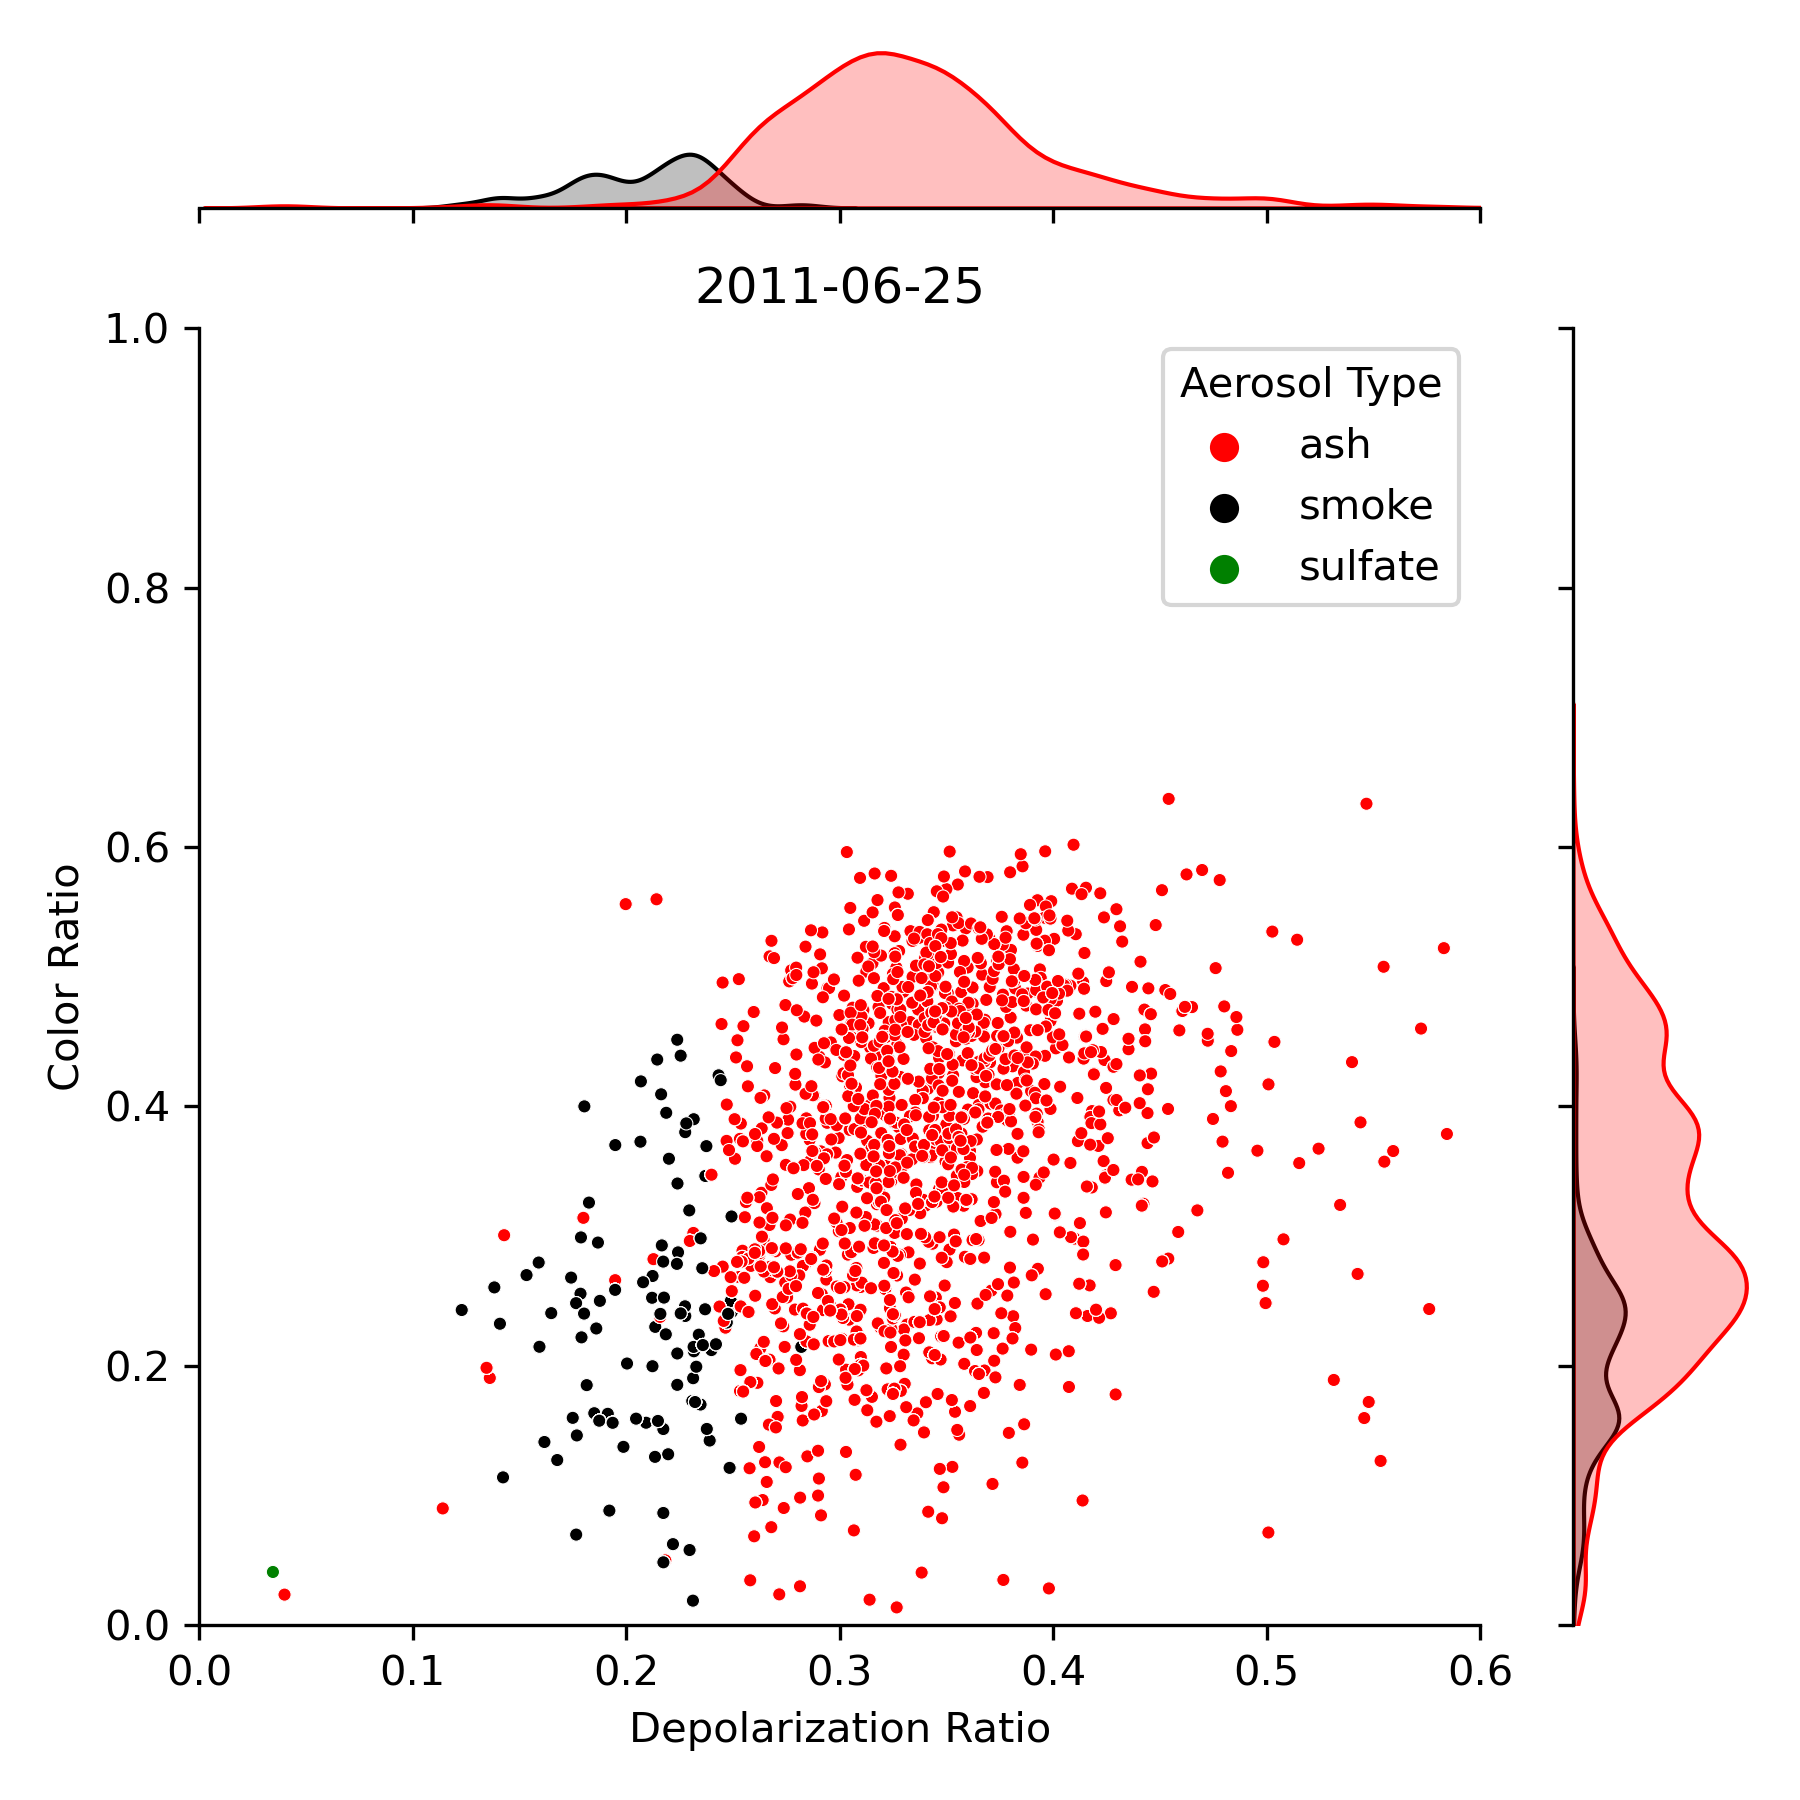 2011-06-25
1.0
0.8
0.6
0.4
0.2
0.0
Color Ratio
Aerosol Type
ash
smoke
sulfate
0.0 0.1 0.2 0.3 0.4 0.5 0.6
Depolarization Ratio